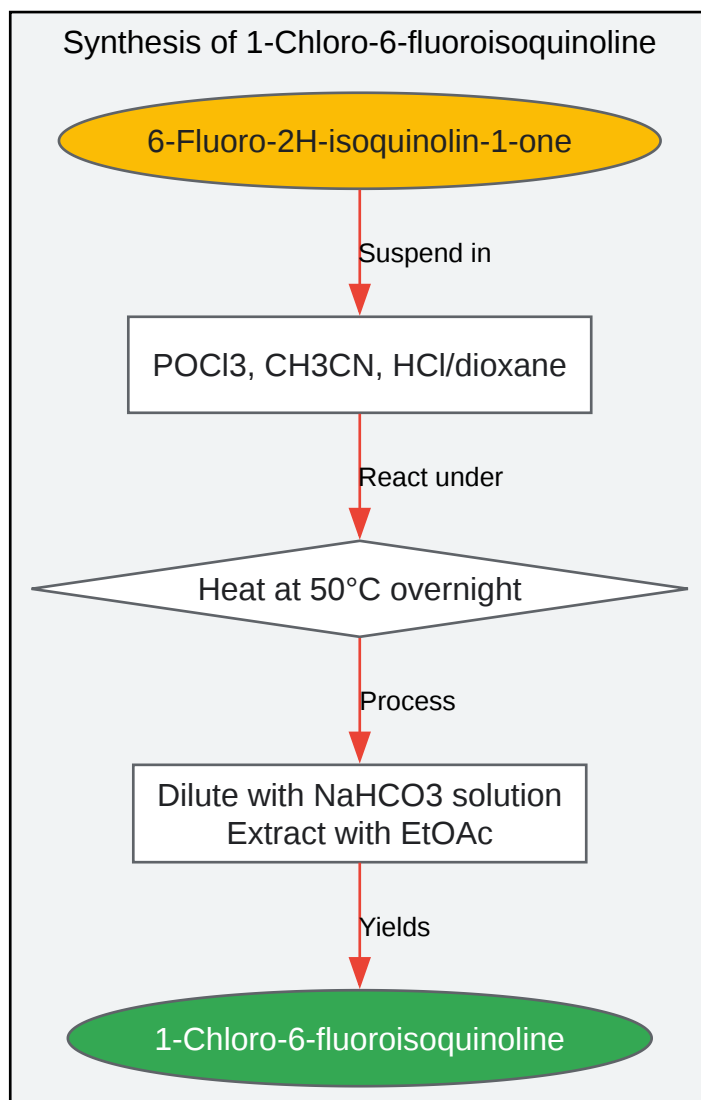 Synthesis of 1-Chloro-6-fluoroisoquinoline
6-Fluoro-2H-isoquinolin-1-one
Suspend in
POCl3, CH3CN, HCl/dioxane
React under
Heat at 50°C overnight
Process
Dilute with NaHCO3 solution
Extract with EtOAc
Yields
1-Chloro-6-fluoroisoquinoline